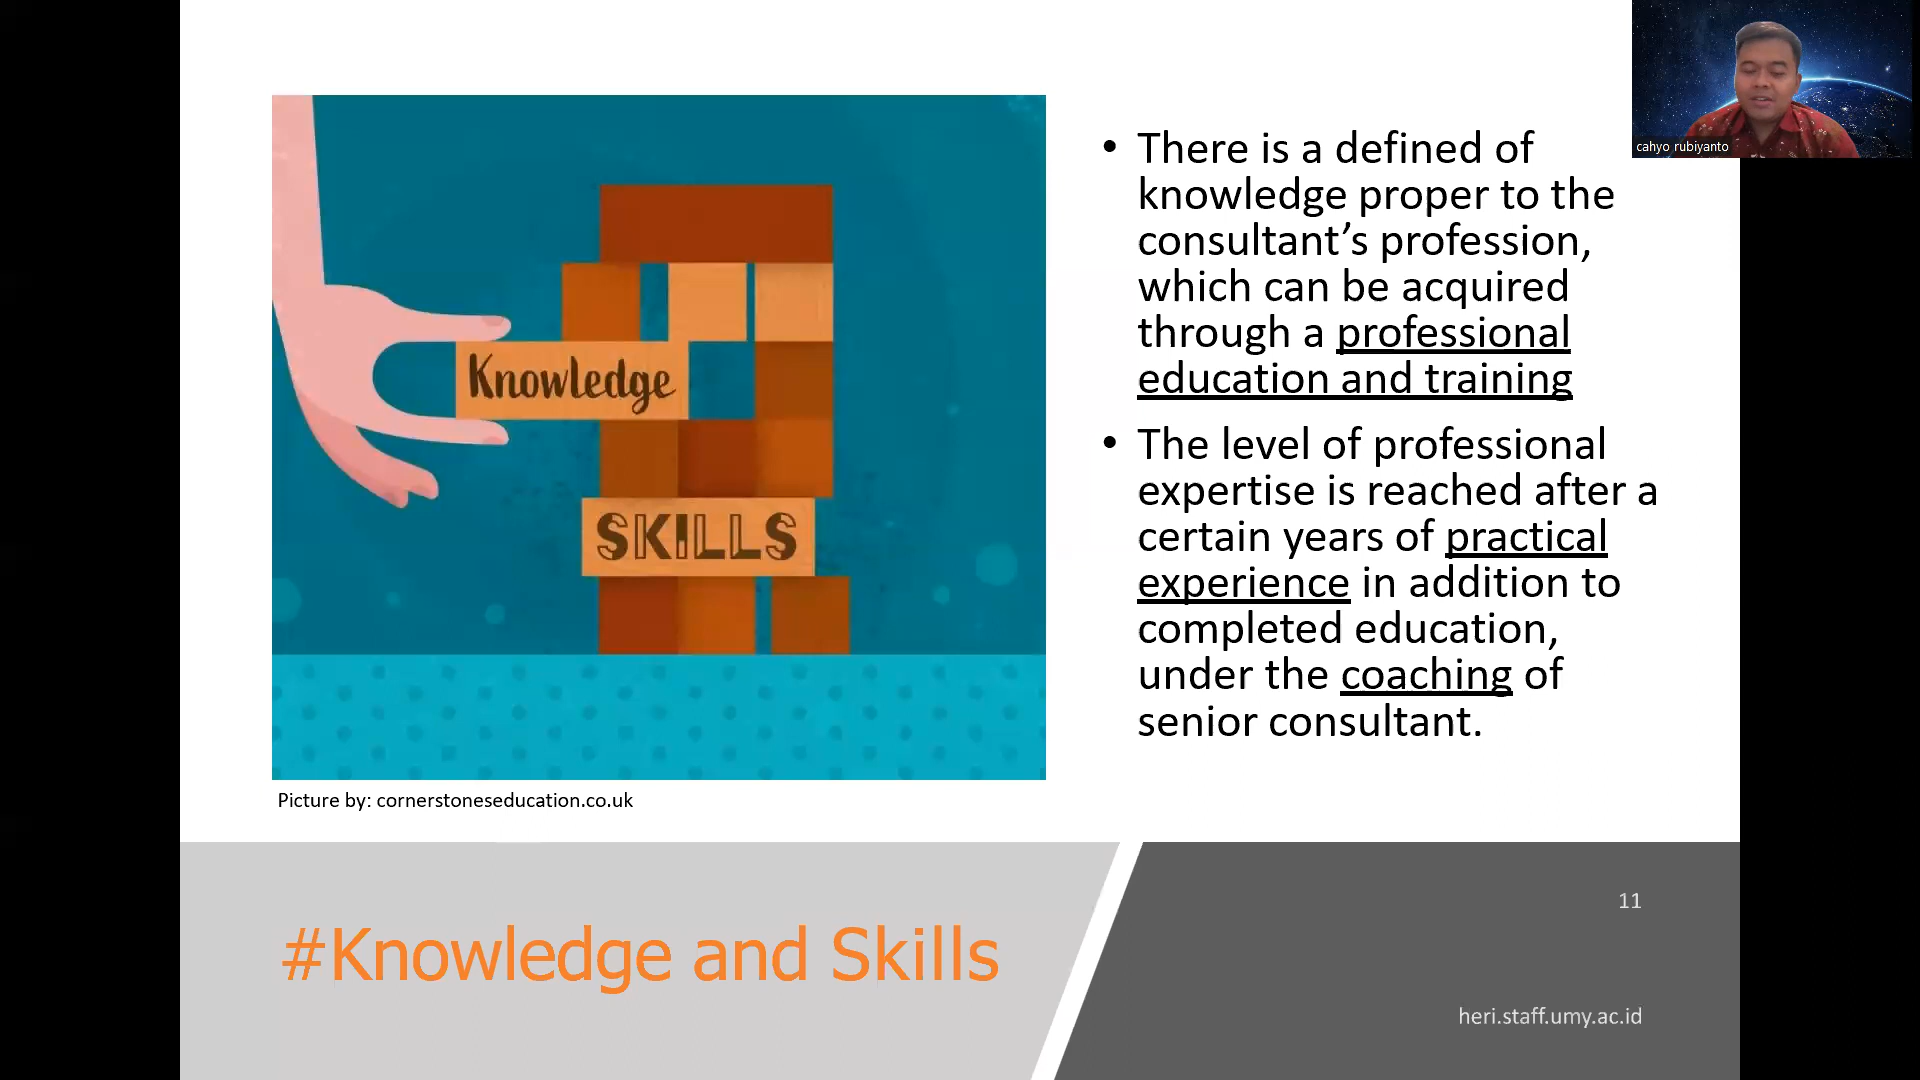 cahyo rubiyanto
Knowledge
SKILLS
Picture by: cornerstoneseducation.co.uk
• There is a defined of
knowledge proper to the
consultant’s profession,
which can be acquired
through a professional
education and training
• The level of professional
expertise is reached after a
certain years of practical
experience in addition to
completed education,
under the coaching of
senior consultant.
#Knowledge and Skills
11
heri.staff.umy.ac.id